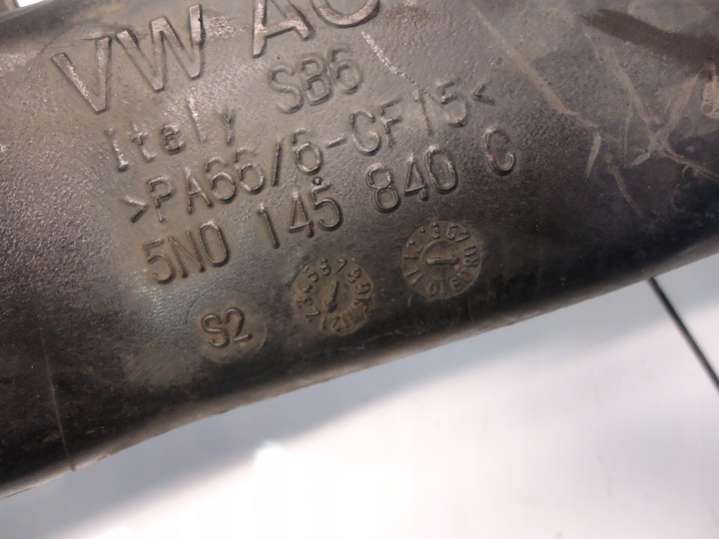 VW AG
Italy SB6
>PA66/6-GF15<
5N0 145 840 C
S2